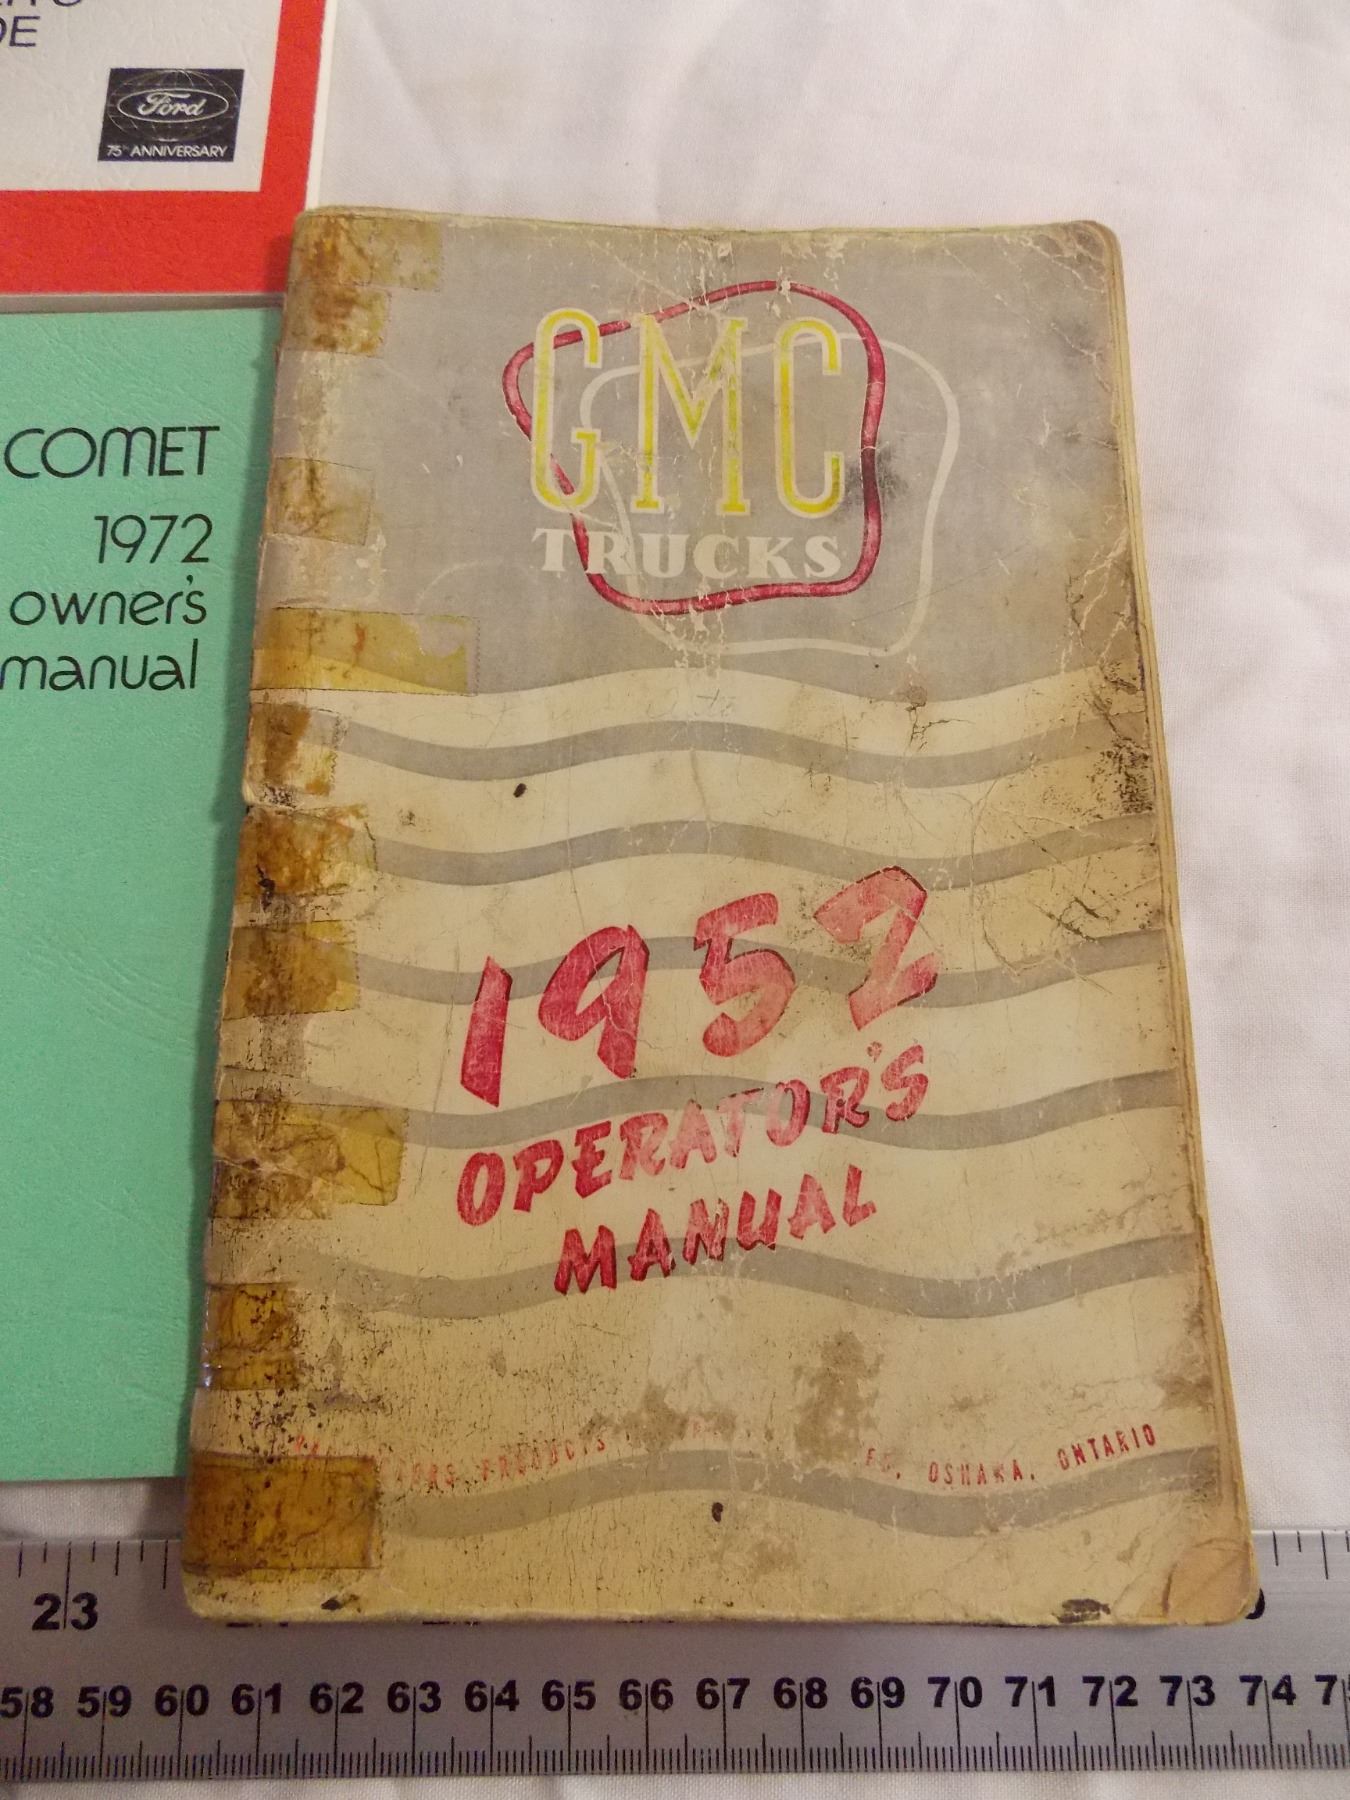 DE
Ford
75TH ANNIVERSARY
COMET
1972
owner's
manual
GMC
TRUCKS
1952
OPERATOR'S
MANUAL
PRODUCTS OSHAWA, ONTARIO
23
58 59 60 61 62 63 64 65 66 67 68 69 70 71 72 73 74